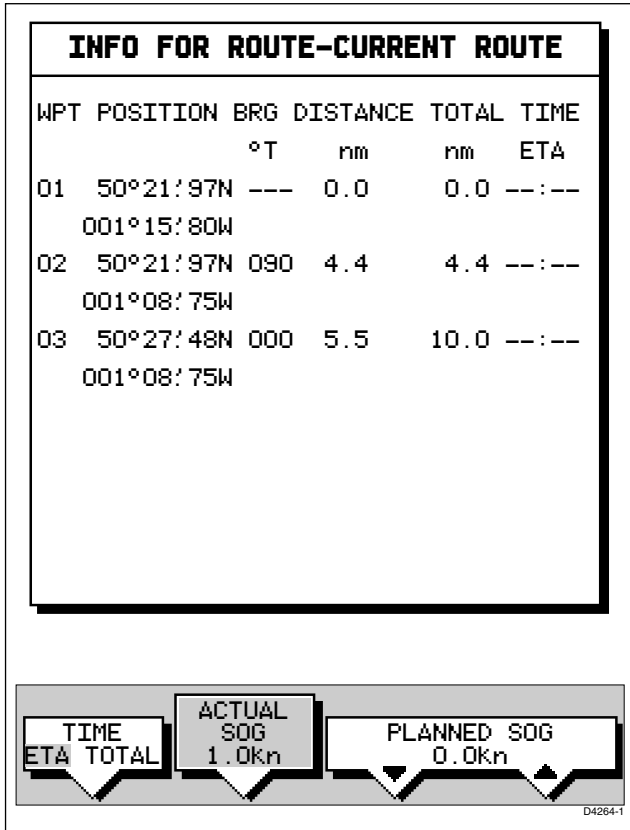 INFO FOR ROUTE-CURRENT ROUTE
WPT POSITION BRG DISTANCE TOTAL TIME
°T nm nm ETA
01 50°21.'97N --- 0.0 0.0 --:--
001°15.'80W
02 50°21.'97N 090 4.4 4.4 --:--
001°08.'75W
03 50°27.'48N 000 5.5 10.0 --:--
001°08.'75W
TIME
ETA TOTAL
ACTUAL
SOG
1.0Kn
PLANNED SOG
0.0Kn
D4264-1